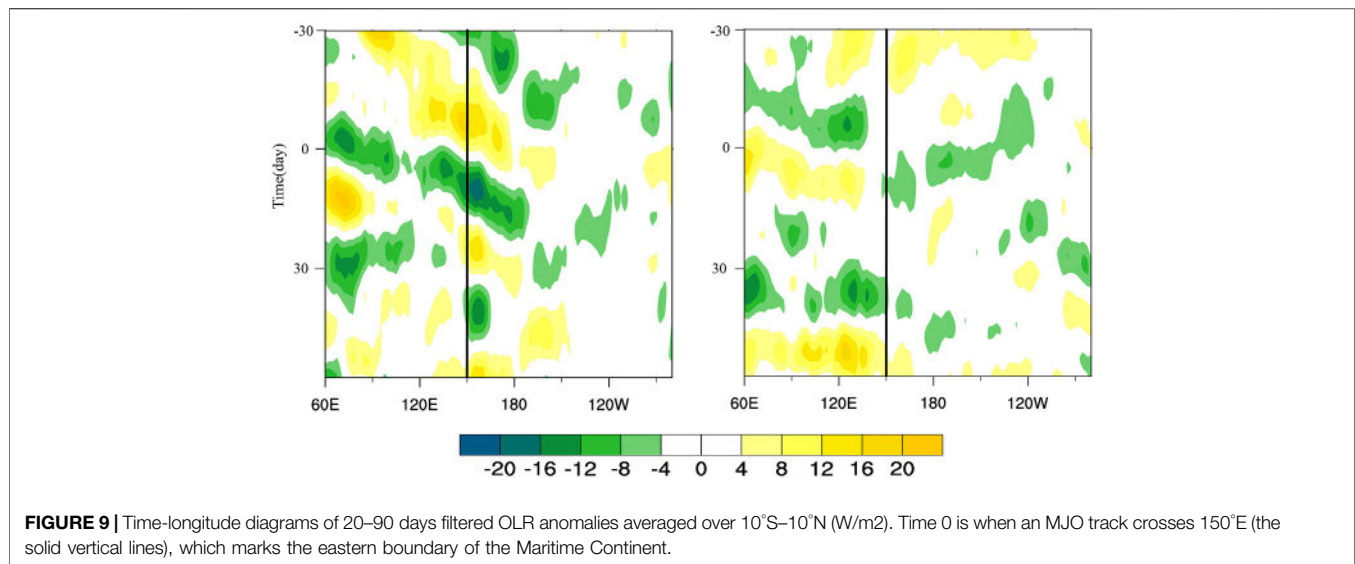 -30
0
30
Time(day)
60E 120E 180 120W
-30
0
30
60E 120E 180 120W
-20 -16 -12 -8 -4 0 4 8 12 16 20
FIGURE 9 | Time-longitude diagrams of 20–90 days filtered OLR anomalies averaged over 10°S–10°N (W/m2). Time 0 is when an MJO track crosses 150°E (the
solid vertical lines), which marks the eastern boundary of the Maritime Continent.